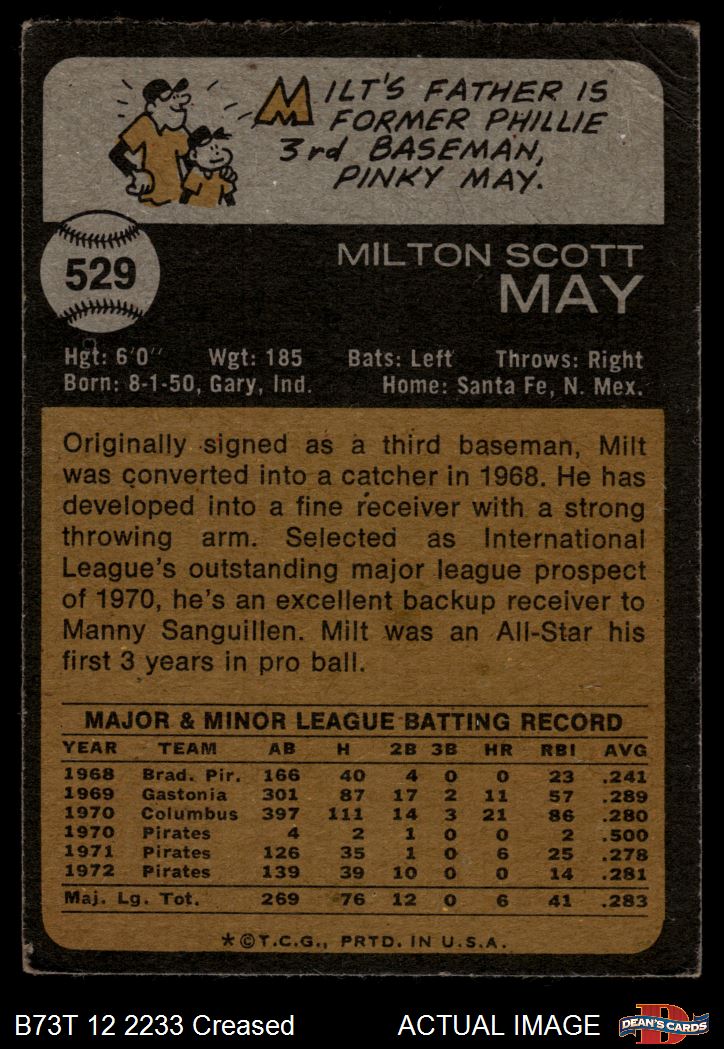 MILT'S FATHER IS
FORMER PHILLIE
3rd BASEMAN,
PINKY MAY.
529
MILTON SCOTT
MAY
Hgt: 6'0" Wgt: 185 Bats: Left Throws: Right
Born: 8-1-50, Gary, Ind. Home: Santa Fe, N. Mex.
Originally signed as a third baseman, Milt
was converted into a catcher in 1968. He has
developed into a fine receiver with a strong
throwing arm. Selected as International
League's outstanding major league prospect
of 1970, he's an excellent backup receiver to
Manny Sanguillen. Milt was an All-Star his
first 3 years in pro ball.
MAJOR & MINOR LEAGUE BATTING RECORD
YEAR TEAM AB H 2B 3B HR RBI AVG
1968 Brad. Pir. 166 40 4 0 0 23 .241
1969 Gastonia 301 87 17 2 11 57 .289
1970 Columbus 397 111 14 3 21 86 .280
1970 Pirates 4 2 1 0 0 2 .500
1971 Pirates 126 35 1 0 6 25 .278
1972 Pirates 139 39 10 0 0 14 .281
Maj. Lg. Tot. 269 76 12 0 6 41 .283
*©T.C.G., PRTD. IN U.S.A.
B73T 12 2233 Creased ACTUAL IMAGE
D
DEAN'S CARDS